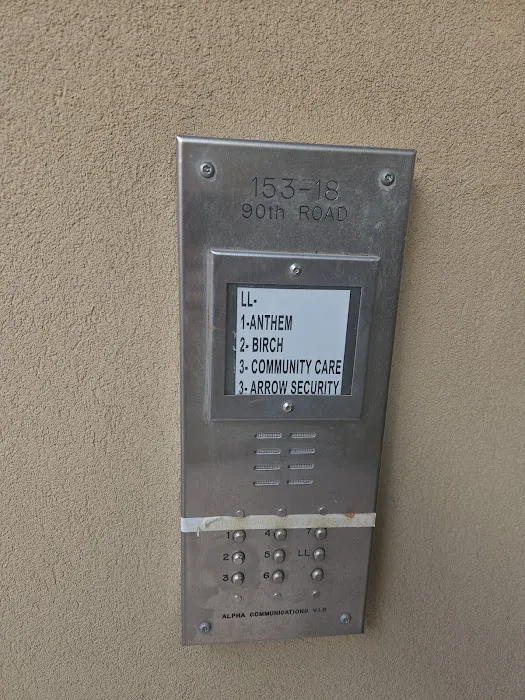 153-18
90th ROAD
LL-
1-ANTHEM
2- BIRCH
3- COMMUNITY CARE
3- ARROW SECURITY
1 4 7
2 5 LL
3 6
ALPHA COMMUNICATIONS V.I.P.